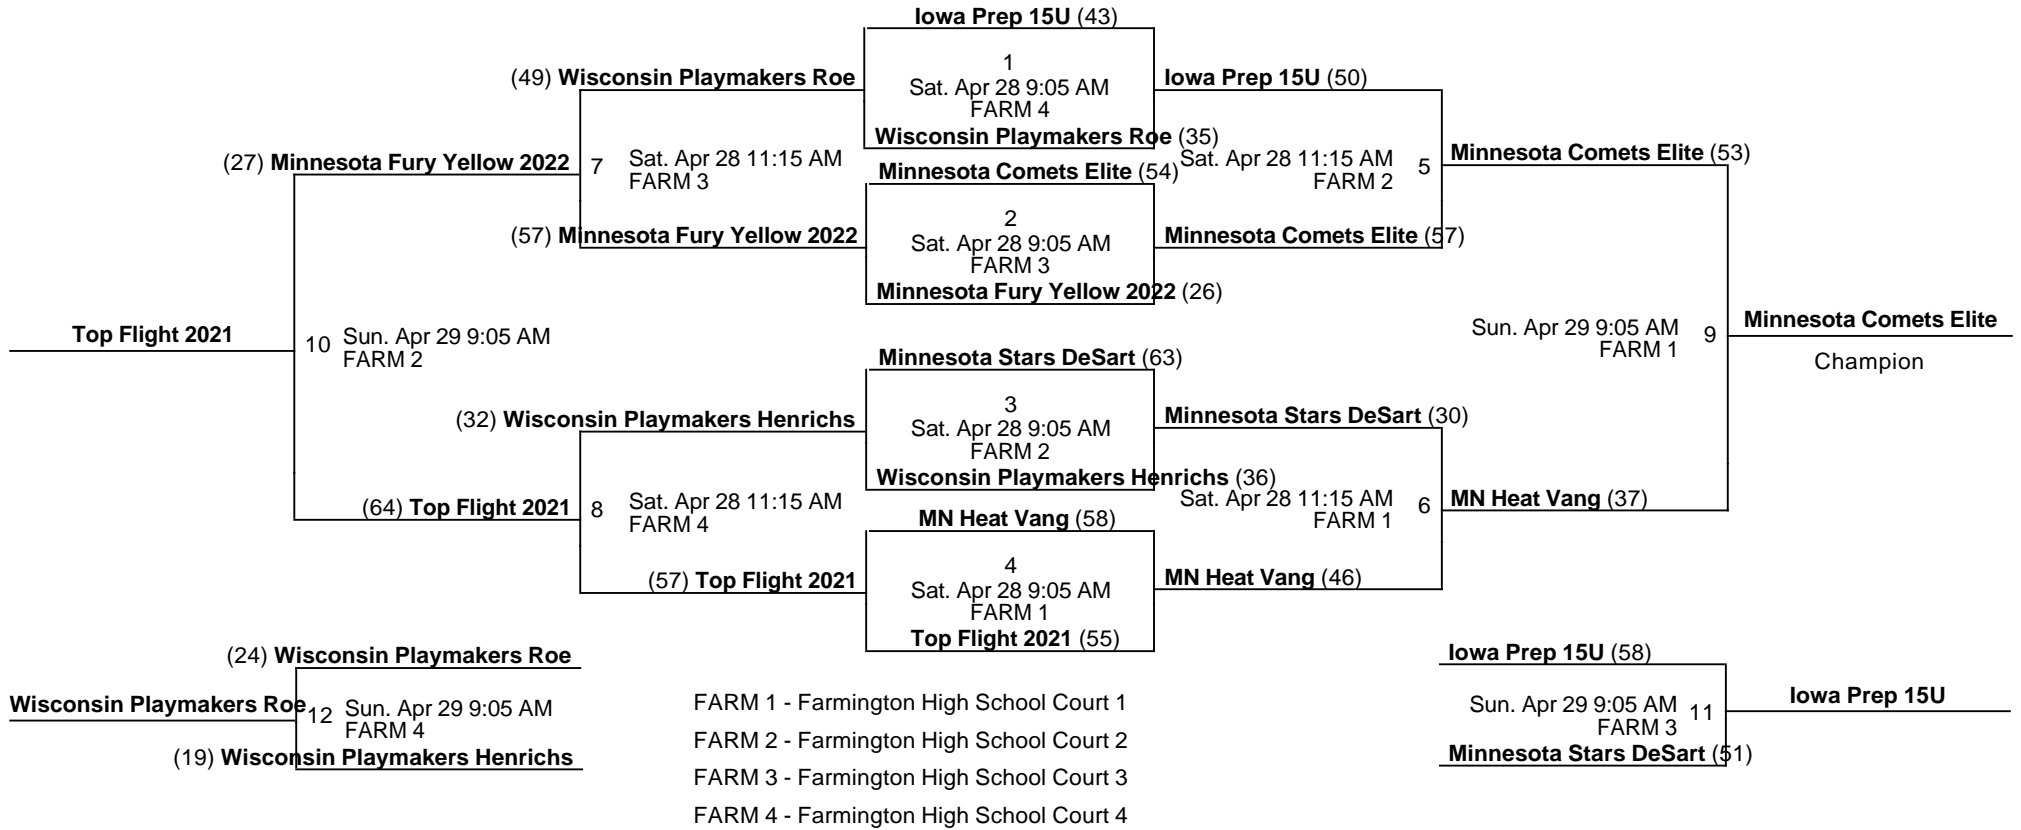 Iowa Prep 15U (43)
1
Sat. Apr 28 9:05 AM
FARM 4
Wisconsin Playmakers Roe (35)
(49) Wisconsin Playmakers Roe
Iowa Prep 15U (50)
(27) Minnesota Fury Yellow 2022
7 Sat. Apr 28 11:15 AM
FARM 3
Sat. Apr 28 11:15 AM 5
FARM 2
Minnesota Comets Elite (53)
Minnesota Comets Elite (54)
2
Sat. Apr 28 9:05 AM
FARM 3
Minnesota Fury Yellow 2022 (26)
(57) Minnesota Fury Yellow 2022
Minnesota Comets Elite (57)
Top Flight 2021
10 Sun. Apr 29 9:05 AM
FARM 2
Sun. Apr 29 9:05 AM 9
FARM 1
Minnesota Comets Elite
Champion
Minnesota Stars DeSart (63)
3
Sat. Apr 28 9:05 AM
FARM 2
Wisconsin Playmakers Henrichs (36)
(32) Wisconsin Playmakers Henrichs
Minnesota Stars DeSart (30)
(64) Top Flight 2021
8 Sat. Apr 28 11:15 AM
FARM 4
Sat. Apr 28 11:15 AM 6
FARM 1
MN Heat Vang (37)
MN Heat Vang (58)
4
Sat. Apr 28 9:05 AM
FARM 1
Top Flight 2021 (55)
(57) Top Flight 2021
MN Heat Vang (46)
(24) Wisconsin Playmakers Roe
Wisconsin Playmakers Roe
12 Sun. Apr 29 9:05 AM
FARM 4
(19) Wisconsin Playmakers Henrichs
FARM 1 - Farmington High School Court 1
FARM 2 - Farmington High School Court 2
FARM 3 - Farmington High School Court 3
FARM 4 - Farmington High School Court 4
Iowa Prep 15U (58)
Sun. Apr 29 9:05 AM 11
FARM 3
Iowa Prep 15U
Minnesota Stars DeSart (51)